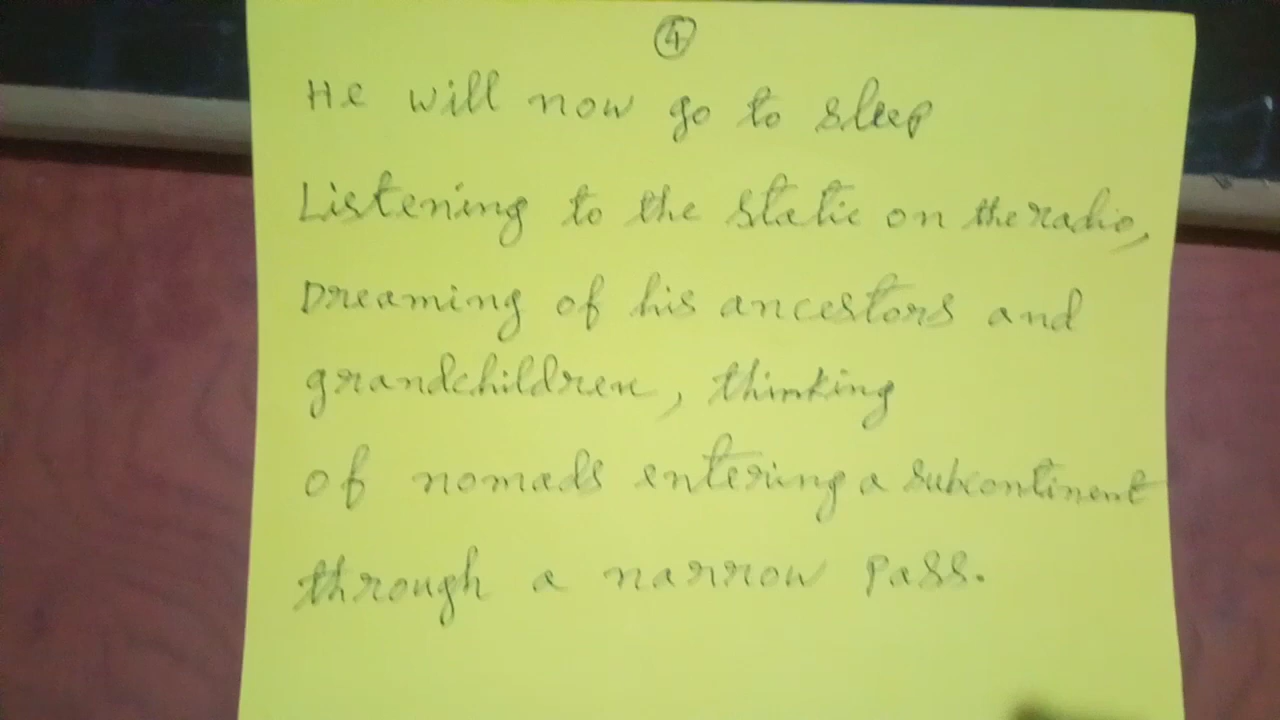 4
He will now go to sleep
Listening to the static on the radio,
Dreaming of his ancestors and
grandchildren, thinking
of nomads entering a subcontinent
through a narrow pass.